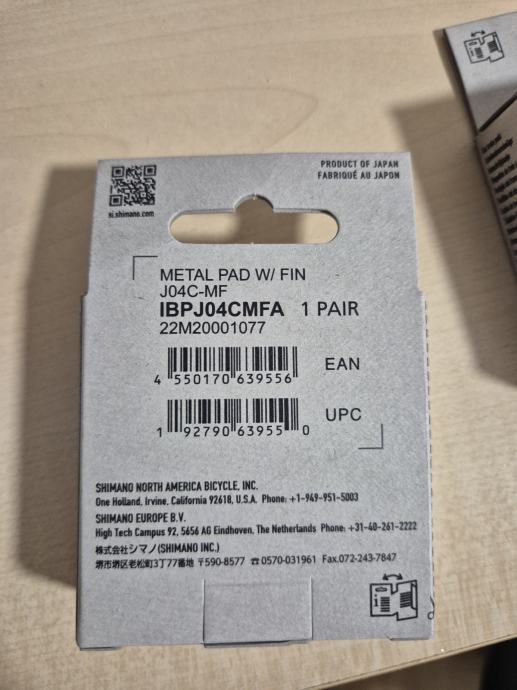 PRODUCT OF JAPAN
FABRIQUÉ AU JAPON
si.shimano.com
METAL PAD W/ FIN
J04C-MF
IBPJ04CMFA 1 PAIR
22M20001077
4 550170 639556 EAN
1 92790 63955 0 UPC
SHIMANO NORTH AMERICA BICYCLE, INC.
One Holland, Irvine, California 92618, U.S.A. Phone: +1-949-951-5003
SHIMANO EUROPE B.V.
High Tech Campus 92, 5656 AG Eindhoven, The Netherlands Phone: +31-40-261-2222
株式会社シマノ(SHIMANO INC.)
堺市堺区老松町3丁77番地 〒590-8577 ☎0570-031961 Fax.072-243-7847